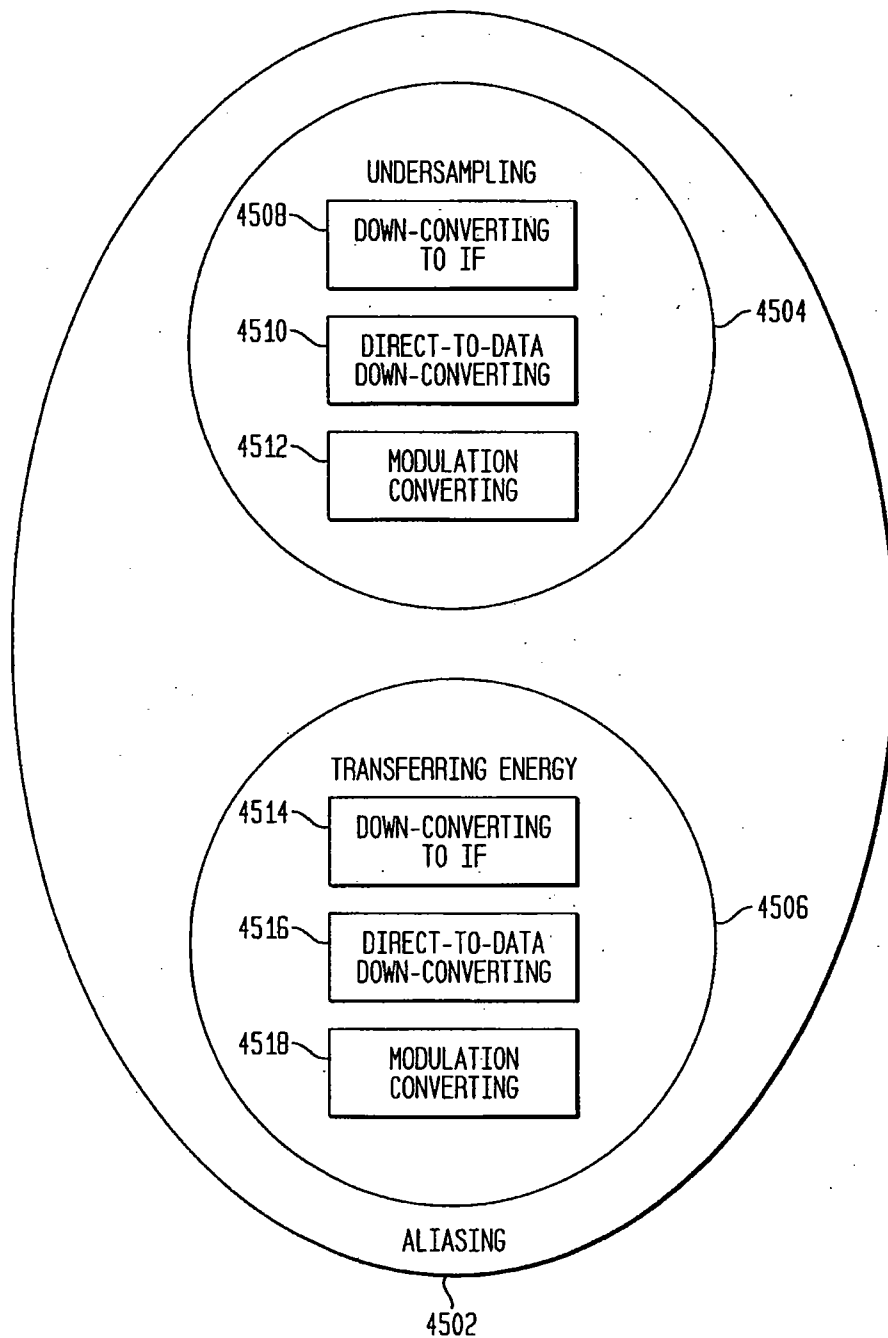 UNDERSAMPLING
4508
DOWN-CONVERTING
TO IF
4504
4510
DIRECT-TO-DATA
DOWN-CONVERTING
4512
MODULATION
CONVERTING
TRANSFERRING ENERGY
4514
DOWN-CONVERTING
TO IF
4506
4516
DIRECT-TO-DATA
DOWN-CONVERTING
4518
MODULATION
CONVERTING
ALIASING
4502